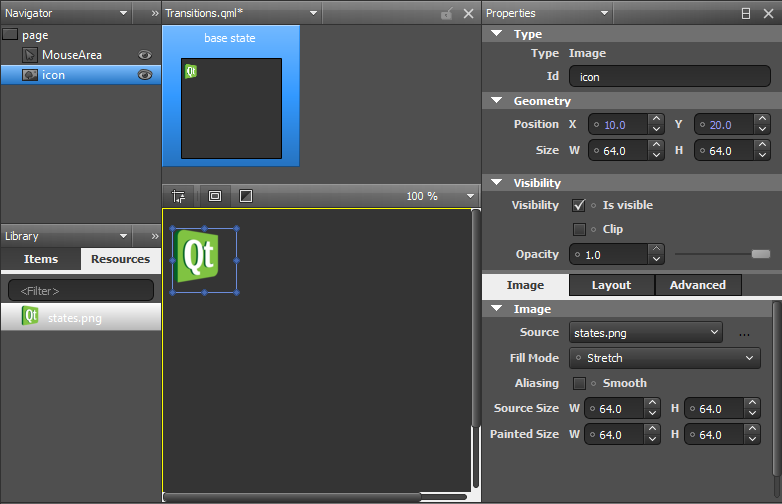 Navigator
page
MouseArea
icon
Library
Items Resources
<Filter>
Qt states.png
Transitions.qml*
base state
Qt
100 %
Qt
Properties
Type
Type Image
Id icon
Geometry
Position X 10.0 Y 20.0
Size W 64.0 H 64.0
Visibility
Visibility Is visible
Clip
Opacity 1.0
Image Layout Advanced
Image
Source states.png ...
Fill Mode Stretch
Aliasing Smooth
Source Size W 64.0 H 64.0
Painted Size W 64.0 H 64.0